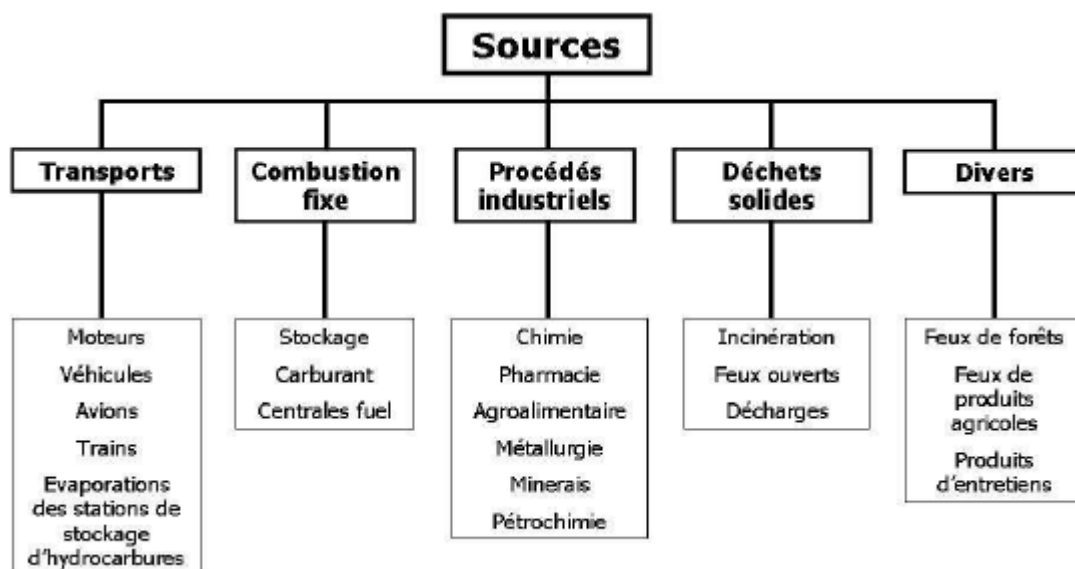 Sources
Transports
Combustion
fixe
Procédés
industriels
Déchets
solides
Divers
Moteurs
Véhicules
Avions
Trains
Evaporations
des stations de
stockage
d'hydrocarbures
Stockage
Carburant
Centrales fuel
Chimie
Pharmacie
Agroalimentaire
Métallurgie
Minerais
Pétrochimie
Incinération
Feux ouverts
Décharges
Feux de forêts
Feux de
produits
agricoles
Produits
d'entretiens